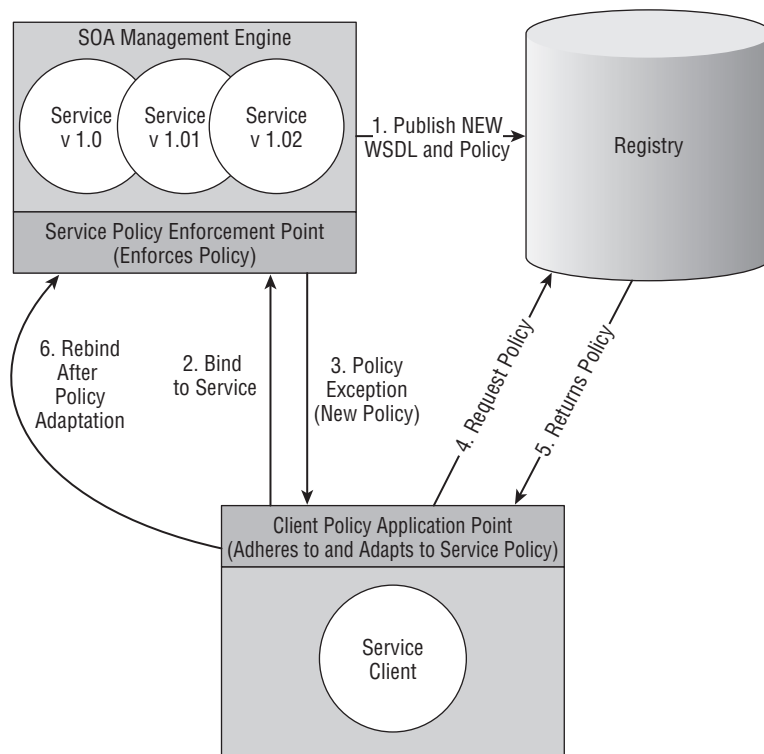 SOA Management Engine
Service
v 1.0
Service
v 1.01
Service
v 1.02
1. Publish NEW
WSDL and Policy
Registry
Service Policy Enforcement Point
(Enforces Policy)
6. Rebind
After
Policy
Adaptation
2. Bind
to Service
3. Policy
Exception
(New Policy)
4. Request Policy
5. Returns Policy
Client Policy Application Point
(Adheres to and Adapts to Service Policy)
Service
Client